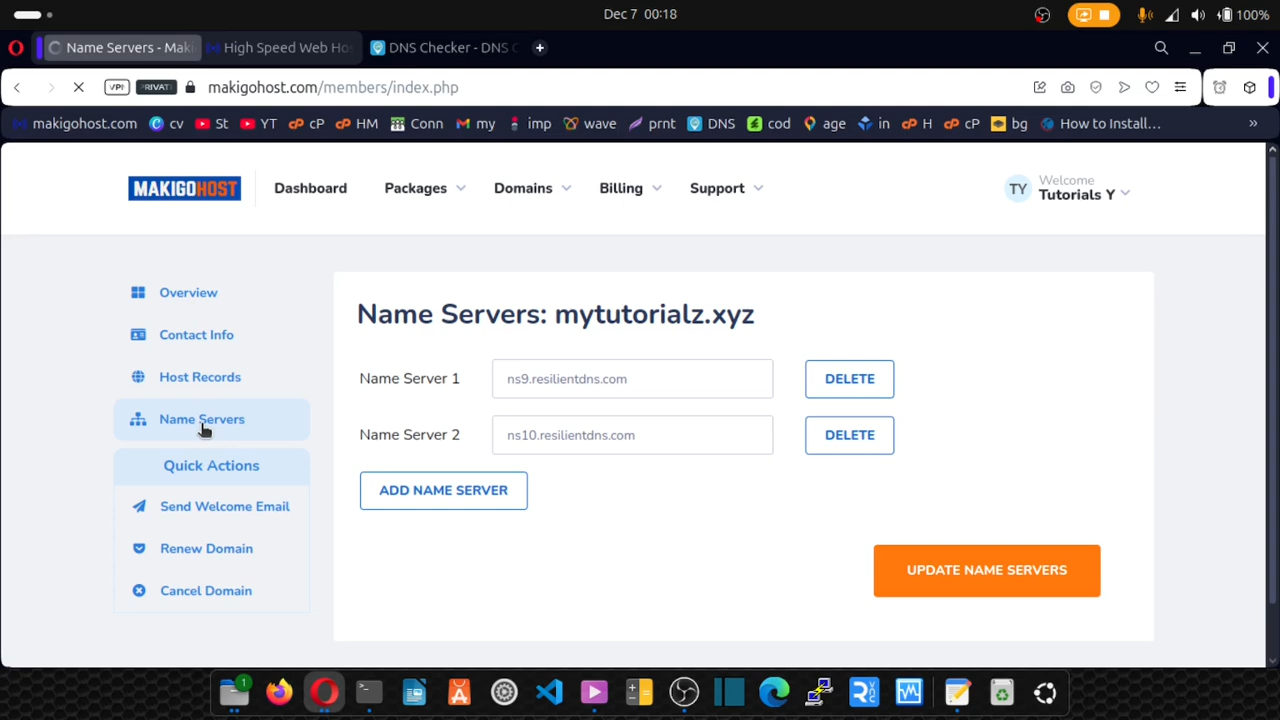 Dec 7 00:18
100%
Name Servers - Maki
High Speed Web Ho
DNS Checker - DNS C
VPN
PRIVATE
makigohost.com/members/index.php
makigohost.com
cv
St
YT
cP
HM
Conn
my
imp
wave
prnt
DNS
cod
age
in
H
cP
bg
How to Install...
MAKIGOHOST
Dashboard
Packages
Domains
Billing
Support
TY
Welcome
Tutorials Y
Overview
Contact Info
Host Records
Name Servers
Quick Actions
Send Welcome Email
Renew Domain
Cancel Domain
Name Servers: mytutorialz.xyz
Name Server 1
ns9.resilientdns.com
DELETE
Name Server 2
ns10.resilientdns.com
DELETE
ADD NAME SERVER
UPDATE NAME SERVERS
1